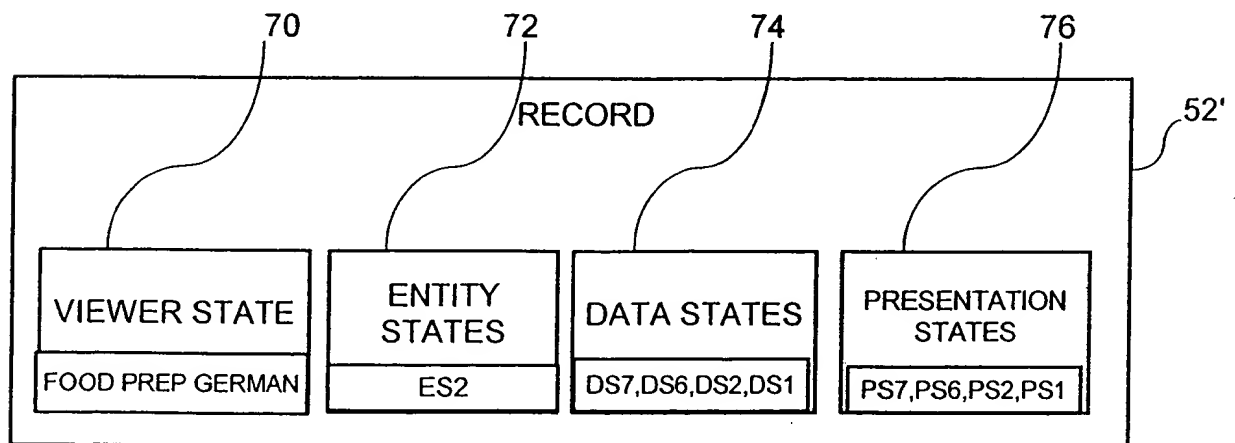 70 72 74 76
RECORD
52'
VIEWER STATE
FOOD PREP GERMAN
ENTITY
STATES
ES2
DATA STATES
DS7,DS6,DS2,DS1
PRESENTATION
STATES
PS7,PS6,PS2,PS1